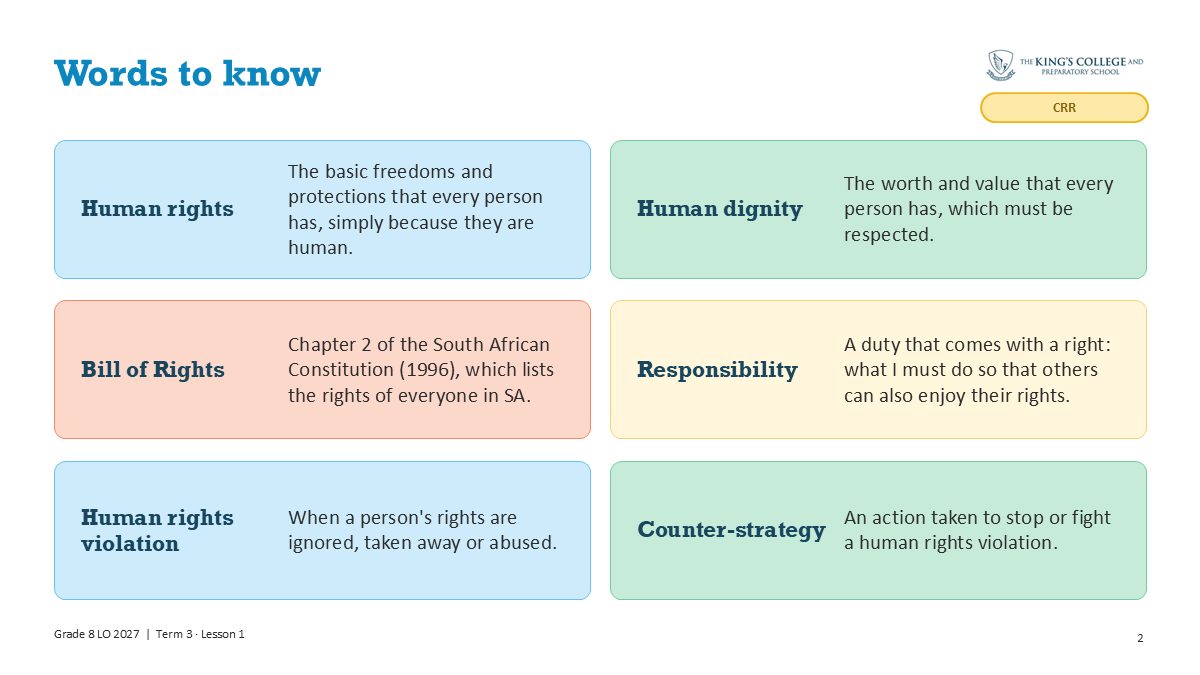 Words to know
THE KING'S COLLEGE AND
PREPARATORY SCHOOL
CRR
Human rights
The basic freedoms and
protections that every person
has, simply because they are
human.
Human dignity
The worth and value that every
person has, which must be
respected.
Bill of Rights
Chapter 2 of the South African
Constitution (1996), which lists
the rights of everyone in SA.
Responsibility
A duty that comes with a right:
what I must do so that others
can also enjoy their rights.
Human rights
violation
When a person's rights are
ignored, taken away or abused.
Counter-strategy
An action taken to stop or fight
a human rights violation.
Grade 8 LO 2027 | Term 3 · Lesson 1
2